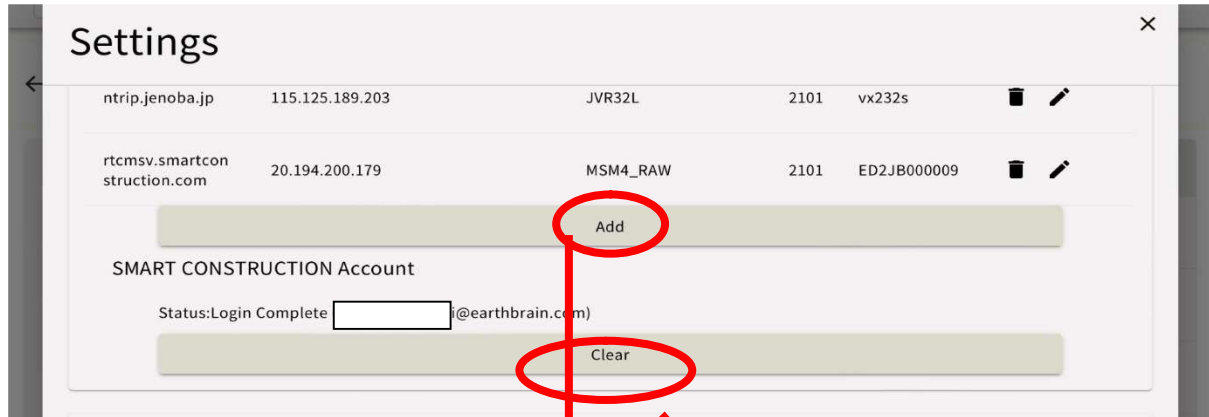 Settings
ntrip.jenoba.jp 115.125.189.203 JVR32L 2101 vx232s
rtcmsv.smartcon
struction.com 20.194.200.179 MSM4_RAW 2101 ED2JB000009
Add
SMART CONSTRUCTION Account
Status:Login Complete i@earthbrain.com)
Clear